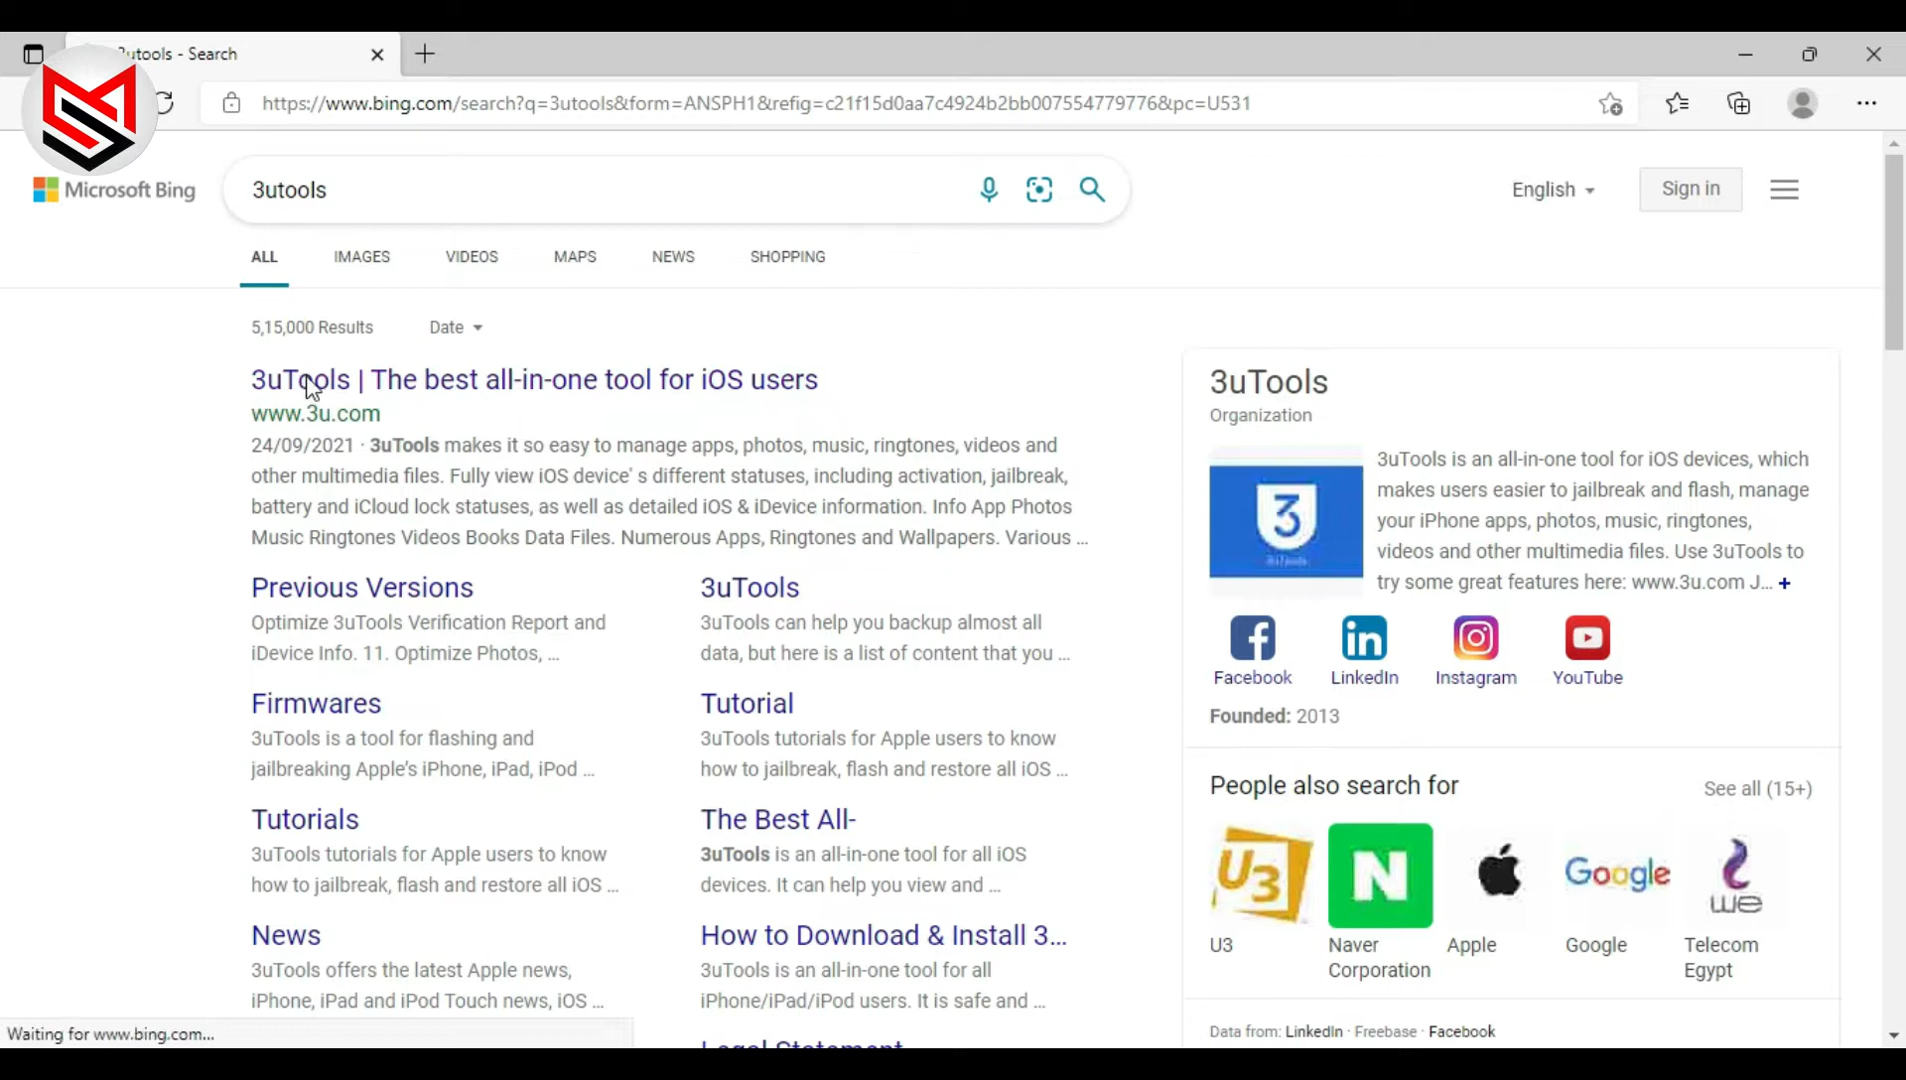 3utools - Search
https://www.bing.com/search?q=3utools&form=ANSPH1&refig=c21f15d0aa7c4924b2bb007554779776&pc=U531
Microsoft Bing
3utools
English
Sign in
ALL IMAGES VIDEOS MAPS NEWS SHOPPING
5,15,000 Results Date
3uTools | The best all-in-one tool for iOS users
www.3u.com
24/09/2021 · 3uTools makes it so easy to manage apps, photos, music, ringtones, videos and
other multimedia files. Fully view iOS device' s different statuses, including activation, jailbreak,
battery and iCloud lock statuses, as well as detailed iOS & iDevice information. Info App Photos
Music Ringtones Videos Books Data Files. Numerous Apps, Ringtones and Wallpapers. Various ...
Previous Versions
Optimize 3uTools Verification Report and
iDevice Info. 11. Optimize Photos, ...
3uTools
3uTools can help you backup almost all
data, but here is a list of content that you ...
Firmwares
3uTools is a tool for flashing and
jailbreaking Apple's iPhone, iPad, iPod ...
Tutorial
3uTools tutorials for Apple users to know
how to jailbreak, flash and restore all iOS ...
Tutorials
3uTools tutorials for Apple users to know
how to jailbreak, flash and restore all iOS ...
The Best All-
3uTools is an all-in-one tool for all iOS
devices. It can help you view and ...
News
3uTools offers the latest Apple news,
iPhone, iPad and iPod Touch news, iOS ...
How to Download & Install 3...
3uTools is an all-in-one tool for all
iPhone/iPad/iPod users. It is safe and ...
Legal Statement
3uTools
Organization
3
3uTools
3uTools is an all-in-one tool for iOS devices, which
makes users easier to jailbreak and flash, manage
your iPhone apps, photos, music, ringtones,
videos and other multimedia files. Use 3uTools to
try some great features here: www.3u.com J... +
Facebook LinkedIn Instagram YouTube
Founded: 2013
People also search for
See all (15+)
U3 N Google we
U3
Naver
Corporation
Apple
Google
Telecom
Egypt
Data from: LinkedIn · Freebase · Facebook
Waiting for www.bing.com...